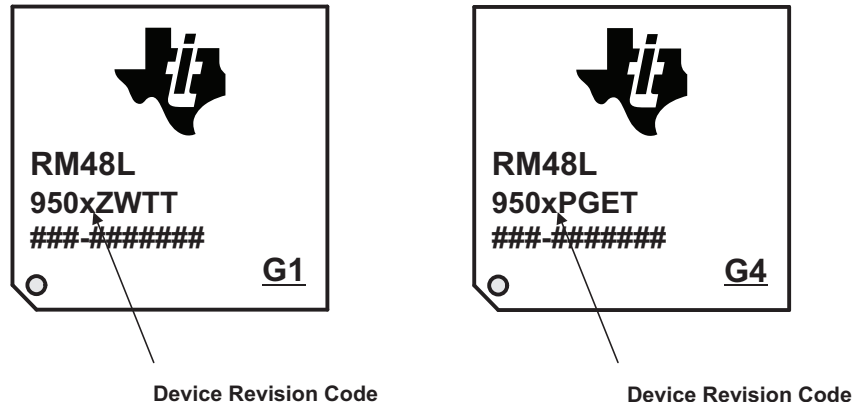 RM48L
950xZWTT
###-#######
G1
Device Revision Code
RM48L
950xPGET
###-#######
G4
Device Revision Code